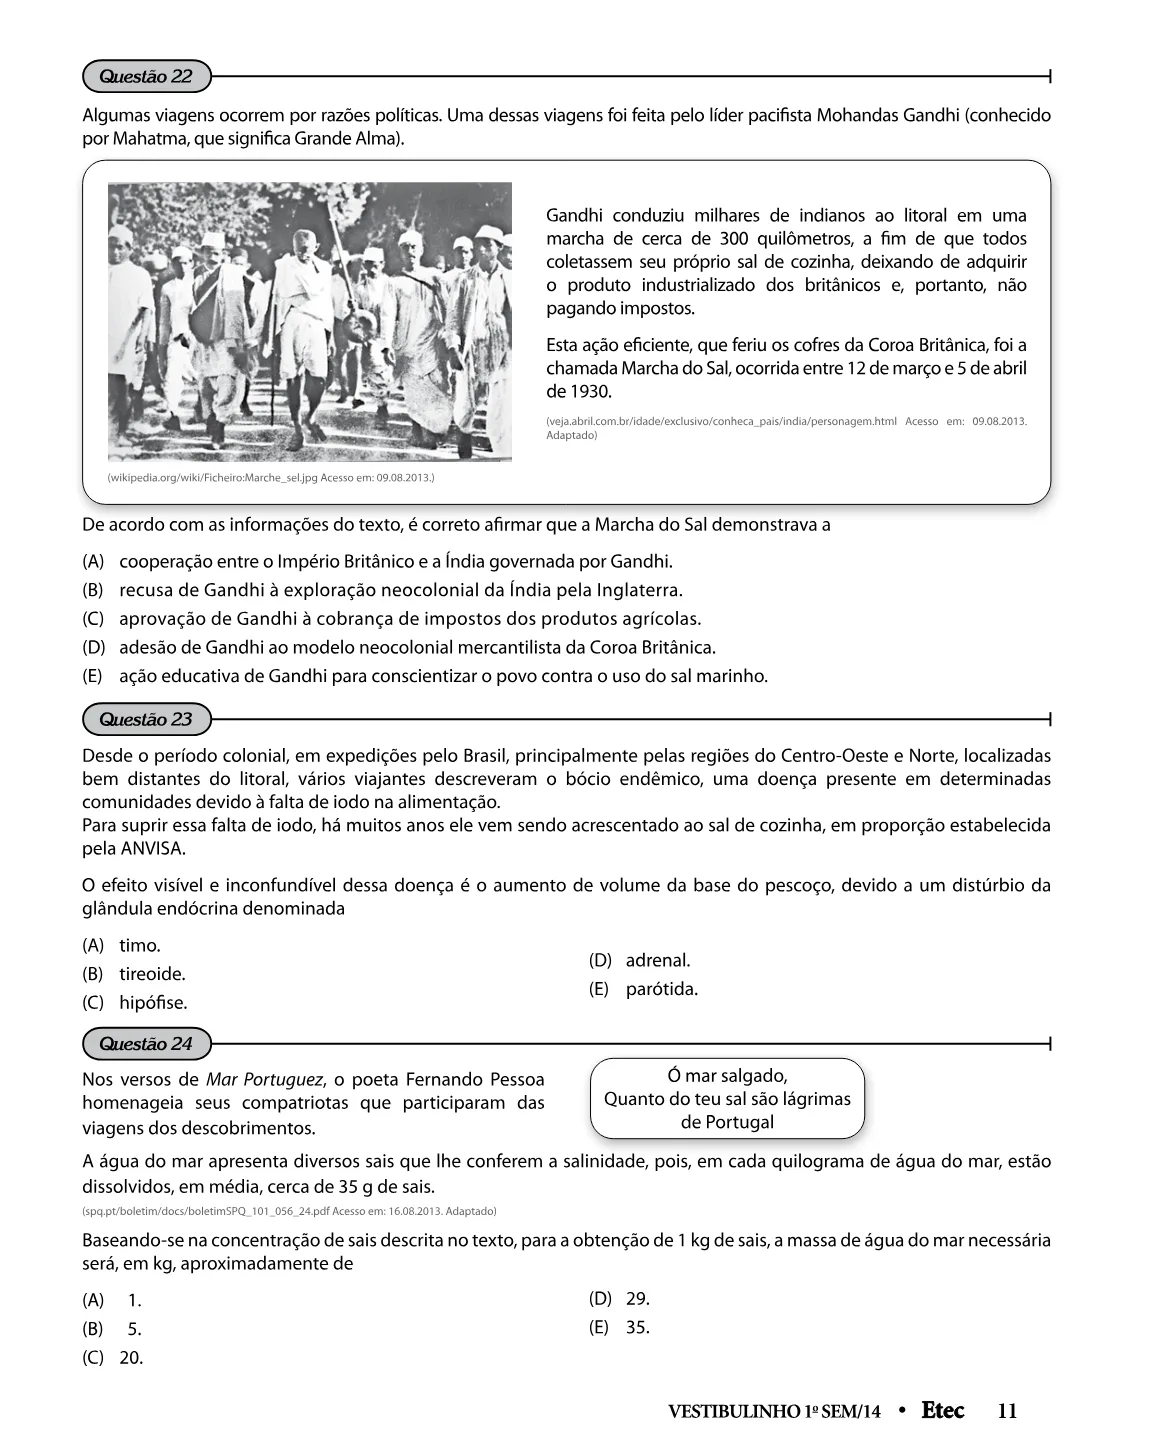 Questão 22
Algumas viagens ocorrem por razões políticas. Uma dessas viagens foi feita pelo líder pacifista Mohandas Gandhi (conhecido
por Mahatma, que significa Grande Alma).
Gandhi conduziu milhares de indianos ao litoral em uma
marcha de cerca de 300 quilômetros, a fim de que todos
coletassem seu próprio sal de cozinha, deixando de adquirir
o produto industrializado dos britânicos e, portanto, não
pagando impostos.
Esta ação eficiente, que feriu os cofres da Coroa Britânica, foi a
chamada Marcha do Sal, ocorrida entre 12 de março e 5 de abril
de 1930.
(veja.abril.com.br/idade/exclusivo/conheca_pais/india/personagem.html Acesso em: 09.08.2013.
Adaptado)
(wikipedia.org/wiki/Ficheiro:Marche_sel.jpg Acesso em: 09.08.2013.)
De acordo com as informações do texto, é correto afirmar que a Marcha do Sal demonstrava a
(A) cooperação entre o Império Britânico e a Índia governada por Gandhi.
(B) recusa de Gandhi à exploração neocolonial da Índia pela Inglaterra.
(C) aprovação de Gandhi à cobrança de impostos dos produtos agrícolas.
(D) adesão de Gandhi ao modelo neocolonial mercantilista da Coroa Britânica.
(E) ação educativa de Gandhi para conscientizar o povo contra o uso do sal marinho.
Questão 23
Desde o período colonial, em expedições pelo Brasil, principalmente pelas regiões do Centro-Oeste e Norte, localizadas
bem distantes do litoral, vários viajantes descreveram o bócio endêmico, uma doença presente em determinadas
comunidades devido à falta de iodo na alimentação.
Para suprir essa falta de iodo, há muitos anos ele vem sendo acrescentado ao sal de cozinha, em proporção estabelecida
pela ANVISA.
O efeito visível e inconfundível dessa doença é o aumento de volume da base do pescoço, devido a um distúrbio da
glândula endócrina denominada
(A) timo.
(B) tireoide.
(C) hipófise.
(D) adrenal.
(E) parótida.
Questão 24
Nos versos de Mar Portuguez, o poeta Fernando Pessoa
homenageia seus compatriotas que participaram das
viagens dos descobrimentos.
Ó mar salgado,
Quanto do teu sal são lágrimas
de Portugal
A água do mar apresenta diversos sais que lhe conferem a salinidade, pois, em cada quilograma de água do mar, estão
dissolvidos, em média, cerca de 35 g de sais.
(spq.pt/boletim/docs/boletimSPQ_101_056_24.pdf Acesso em: 16.08.2013. Adaptado)
Baseando-se na concentração de sais descrita no texto, para a obtenção de 1 kg de sais, a massa de água do mar necessária
será, em kg, aproximadamente de
(A) 1.
(B) 5.
(C) 20.
(D) 29.
(E) 35.
VESTIBULINHO 1º SEM/14 • Etec 11